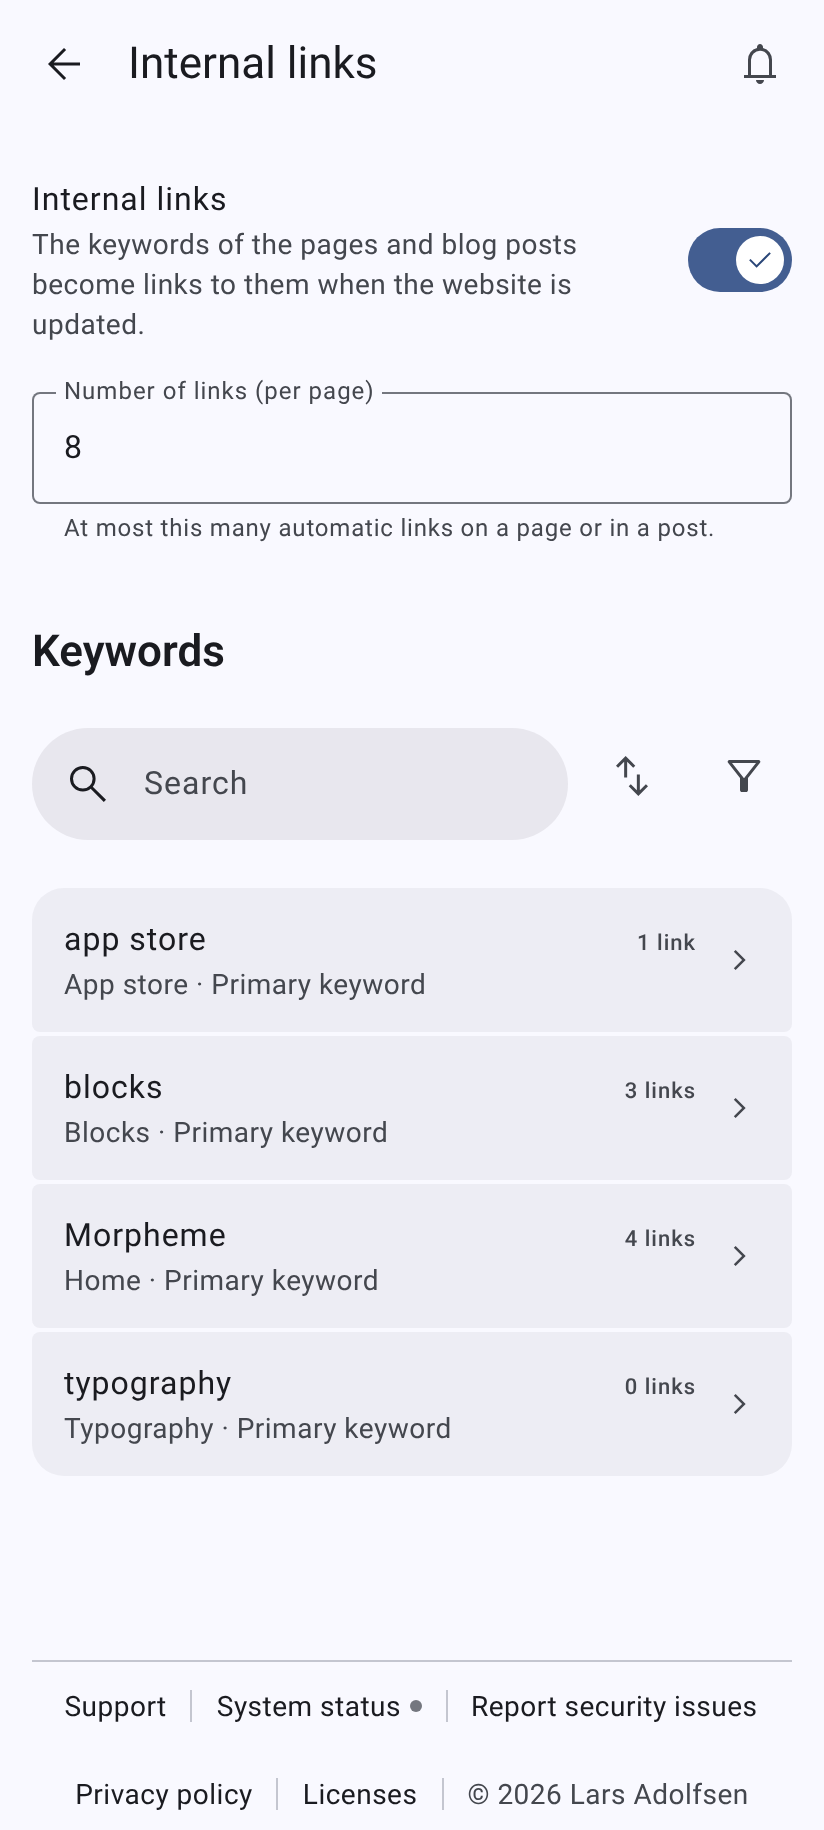 Internal links
Internal links
The keywords of the pages and blog posts
become links to them when the website is
updated.
Number of links (per page)
8
At most this many automatic links on a page or in a post.
Keywords
Search
app store
1 link
App store · Primary keyword
blocks
3 links
Blocks · Primary keyword
Morpheme
4 links
Home · Primary keyword
typography
0 links
Typography · Primary keyword
Support
System status
Report security issues
Privacy policy
Licenses
© 2026 Lars Adolfsen